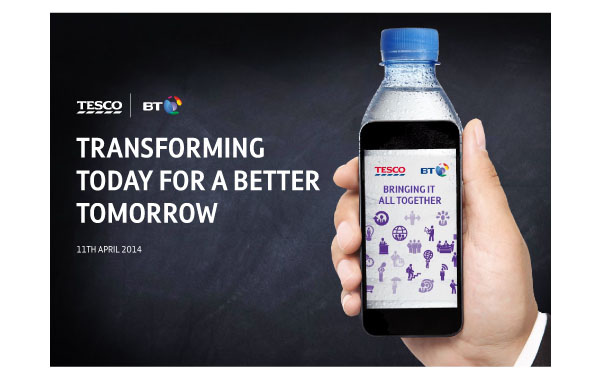 TESCO BT
TRANSFORMING
TODAY FOR A BETTER
TOMORROW
11TH APRIL 2014
TESCO BT
BRINGING IT
ALL TOGETHER